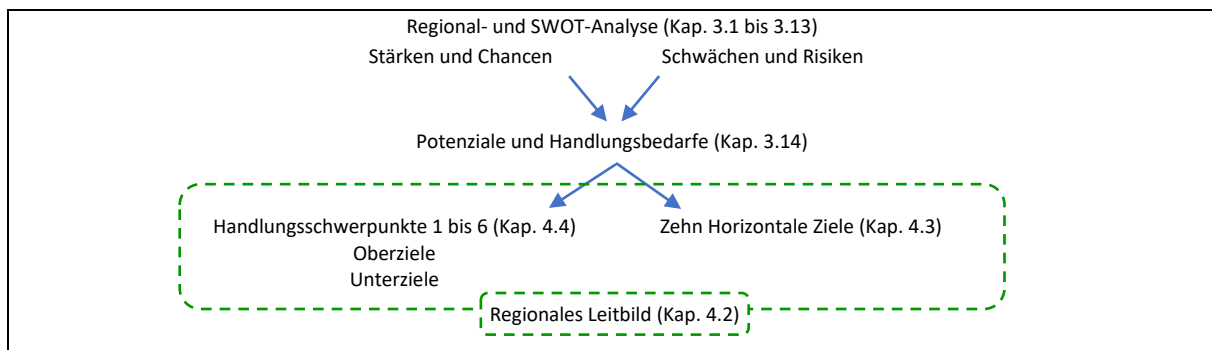 Regional- und SWOT-Analyse (Kap. 3.1 bis 3.13)
Stärken und Chancen
Schwächen und Risiken
Potenziale und Handlungsbedarfe (Kap. 3.14)
Handlungsschwerpunkte 1 bis 6 (Kap. 4.4)
Oberziele
Unterziele
Zehn Horizontale Ziele (Kap. 4.3)
Regionales Leitbild (Kap. 4.2)